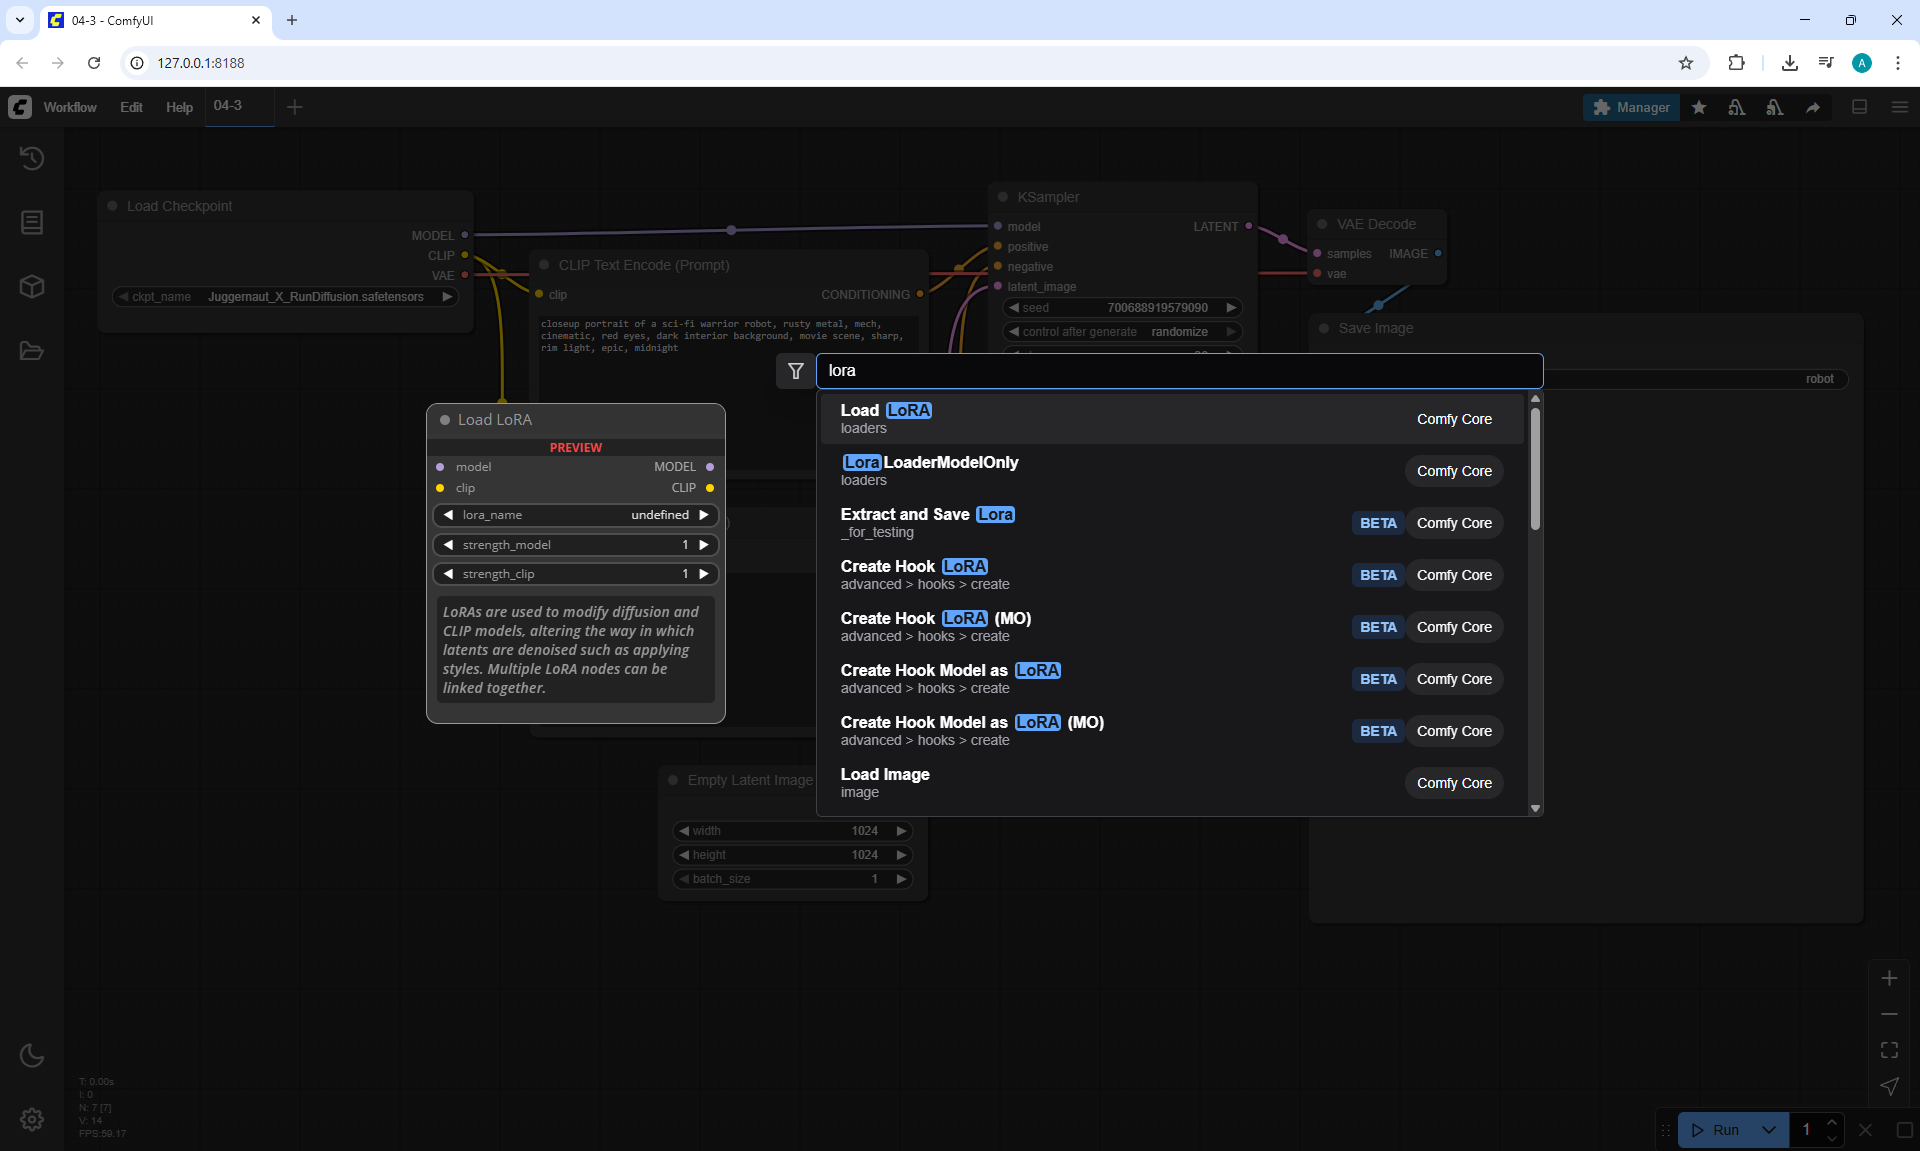 04-3 - ComfyUI
127.0.0.1:8188
A
Workflow Edit Help 04-3
Manager
Load Checkpoint
MODEL
CLIP
VAE
ckpt_name Juggernaut_X_RunDiffusion.safetensors
CLIP Text Encode (Prompt)
clip CONDITIONING
closeup portrait of a sci-fi warrior robot, rusty metal, mech,
cinematic, red eyes, dark interior background, movie scene, sharp,
rim light, epic, midnight
KSampler
model LATENT
positive
negative
latent_image
seed 700688919579090
control after generate randomize
VAE Decode
samples IMAGE
vae
Save Image
robot
lora
Load LoRA
loaders
Comfy Core
LoraLoaderModelOnly
loaders
Comfy Core
Extract and Save Lora
_for_testing
BETA Comfy Core
Create Hook LoRA
advanced > hooks > create
BETA Comfy Core
Create Hook LoRA (MO)
advanced > hooks > create
BETA Comfy Core
Create Hook Model as LoRA
advanced > hooks > create
BETA Comfy Core
Create Hook Model as LoRA (MO)
advanced > hooks > create
BETA Comfy Core
Load Image
image
Comfy Core
Load LoRA
PREVIEW
model MODEL
clip CLIP
lora_name undefined
strength_model 1
strength_clip 1
LoRAs are used to modify diffusion and
CLIP models, altering the way in which
latents are denoised such as applying
styles. Multiple LoRA nodes can be
linked together.
Empty Latent Image
width 1024
height 1024
batch_size 1
T: 0.00s
I: 0
N: 7 [7]
V: 14
FPS:59.17
Run 1